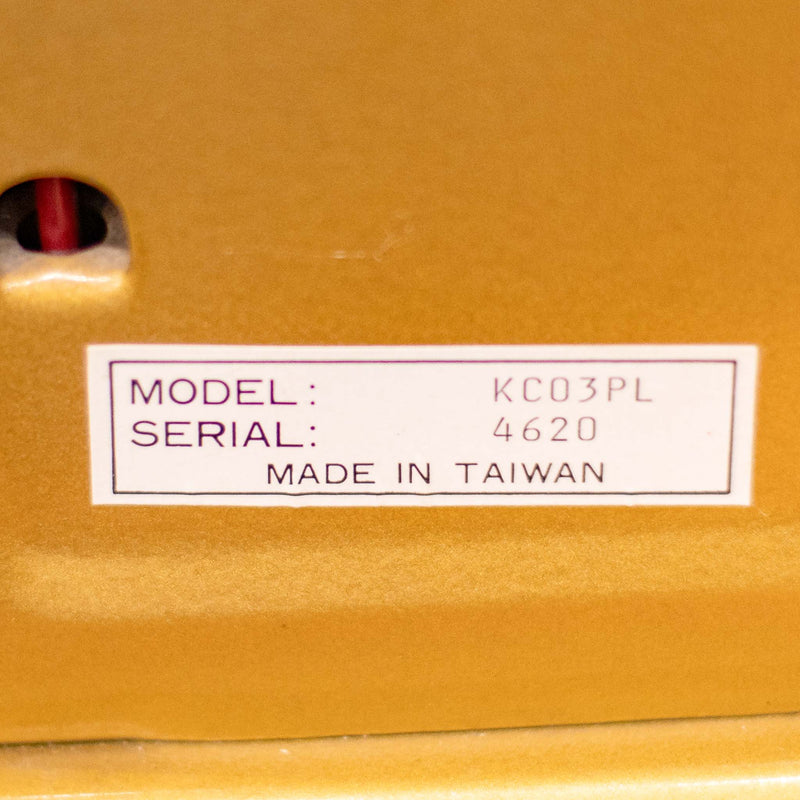 MODEL: KC03PL
SERIAL: 4620
MADE IN TAIWAN